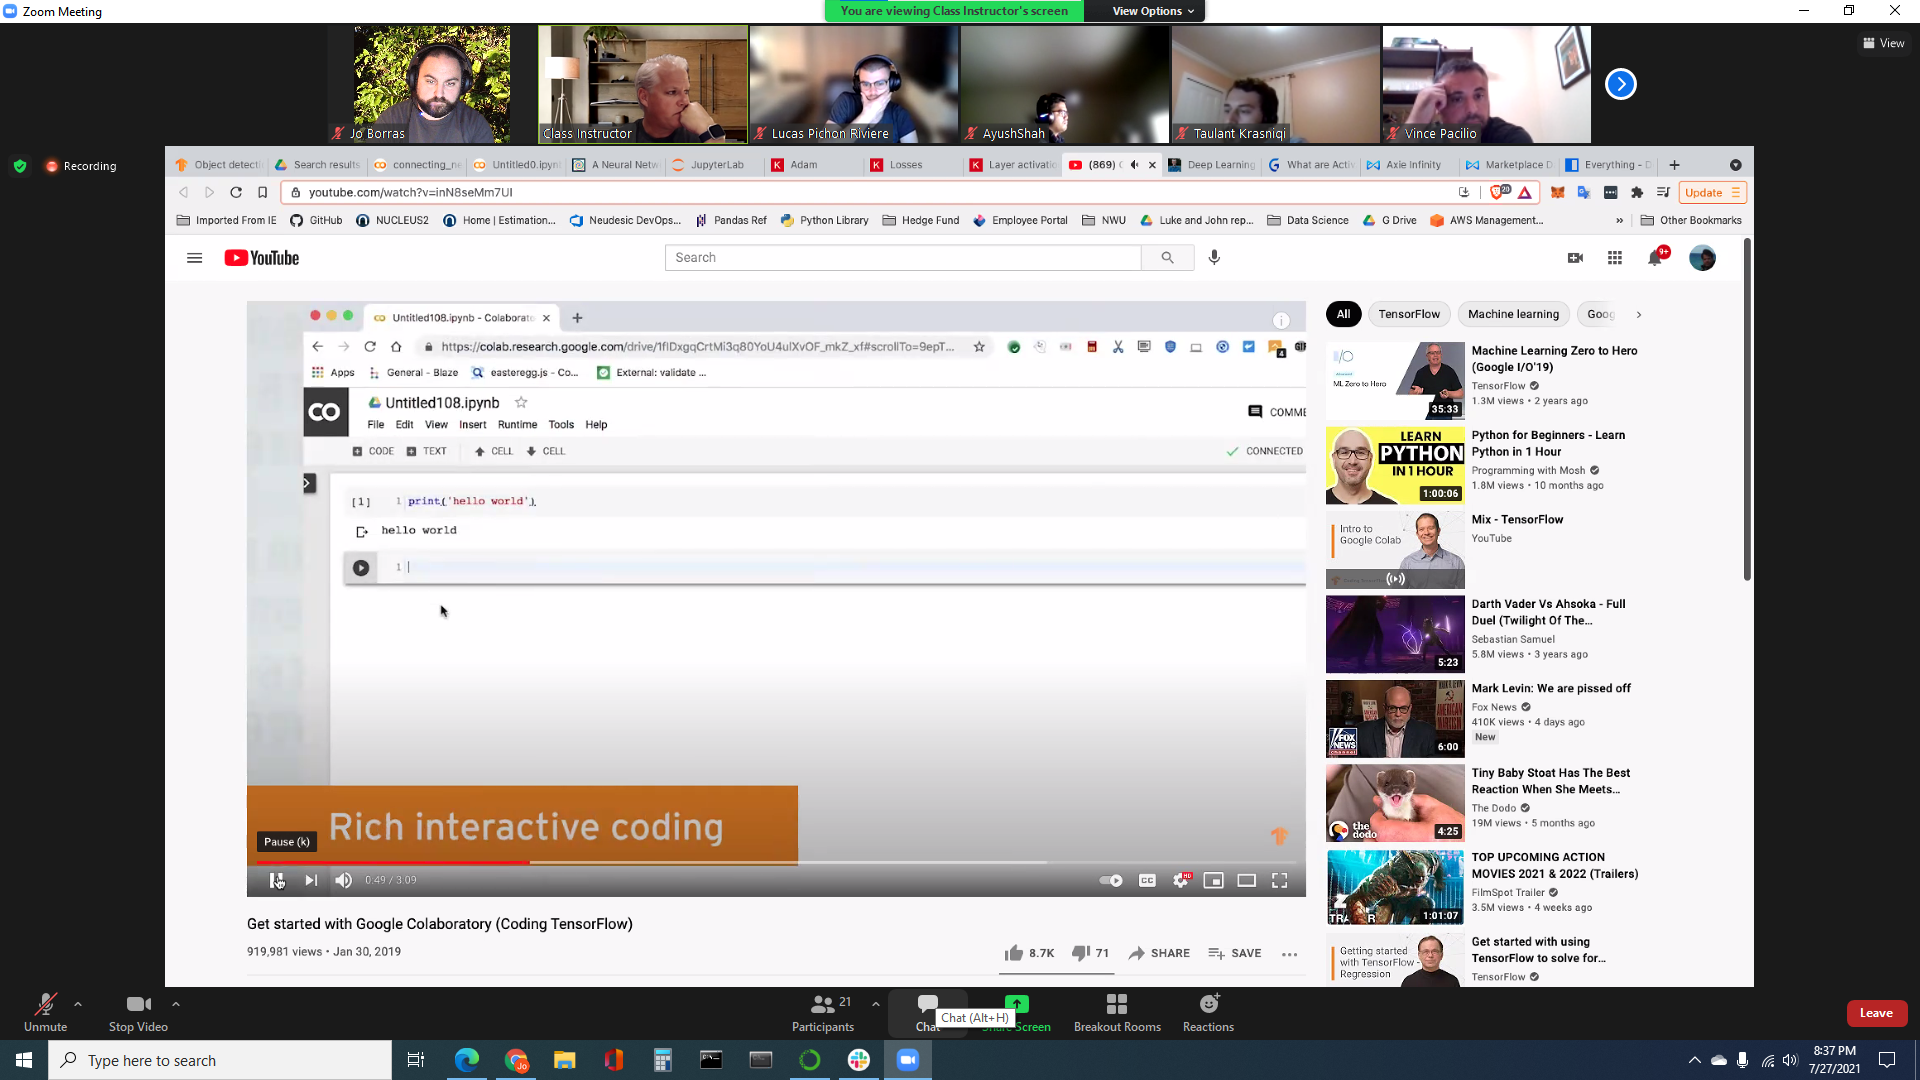 Zoom Meeting
You are viewing Class Instructor's screen
View Options
View
Jo Borras
Class Instructor
Lucas Pichon Riviere
AyushShah
Taulant Krasniqi
Vince Pacilio
Recording
Object detecti
Search results
connecting_ne
Untitled0.ipyn
A Neural Netw
JupyterLab
Adam
Losses
Layer activatio
(869)
Deep Learning
What are Activ
Axie Infinity
Marketplace D
Everything - D
youtube.com/watch?v=inN8seMm7UI
20
Update
Imported From IE
GitHub
NUCLEUS2
Home | Estimation...
Neudesic DevOps...
Pandas Ref
Python Library
Hedge Fund
Employee Portal
NWU
Luke and John rep...
Data Science
G Drive
AWS Management...
»
Other Bookmarks
YouTube
Search
9+
Untitled108.ipynb - Colaborato
Apps
General - Blaze
easteregg.js - Co...
External: validate ...
CO
Untitled108.ipynb
File Edit View Insert Runtime Tools Help
COMME
CODE TEXT CELL CELL
CONNECTED
[1] 1 print('hello world')
hello world
1
Rich interactive coding
Pause (k)
0:49 / 3:09
CC
HD
Get started with Google Colaboratory (Coding TensorFlow)
919,981 views • Jan 30, 2019
8.7K
71
SHARE
SAVE
All
TensorFlow
Machine learning
Goog
I/O
ML Zero to Hero
35:33
Machine Learning Zero to Hero
(Google I/O'19)
TensorFlow
1.3M views • 2 years ago
LEARN
PYTHON
IN 1 HOUR
1:00:06
Python for Beginners - Learn
Python in 1 Hour
Programming with Mosh
1.8M views • 10 months ago
Intro to
Google Colab
Mix - TensorFlow
YouTube
5:23
Darth Vader Vs Ahsoka - Full
Duel (Twilight Of The...
Sebastian Samuel
5.8M views • 3 years ago
FOX
NEWS
channel
6:00
Mark Levin: We are pissed off
Fox News
410K views • 4 days ago
New
the
dodo
4:25
Tiny Baby Stoat Has The Best
Reaction When She Meets...
The Dodo
19M views • 5 months ago
1:01:07
TOP UPCOMING ACTION
MOVIES 2021 & 2022 (Trailers)
FilmSpot Trailer
3.5M views • 4 weeks ago
Getting started
with TensorFlow -
Regression
Get started with using
TensorFlow to solve for...
TensorFlow
Unmute
Stop Video
Participants
21
Chat
Chat (Alt+H)
Share Screen
Breakout Rooms
Reactions
Leave
Type here to search
8:37 PM
7/27/2021